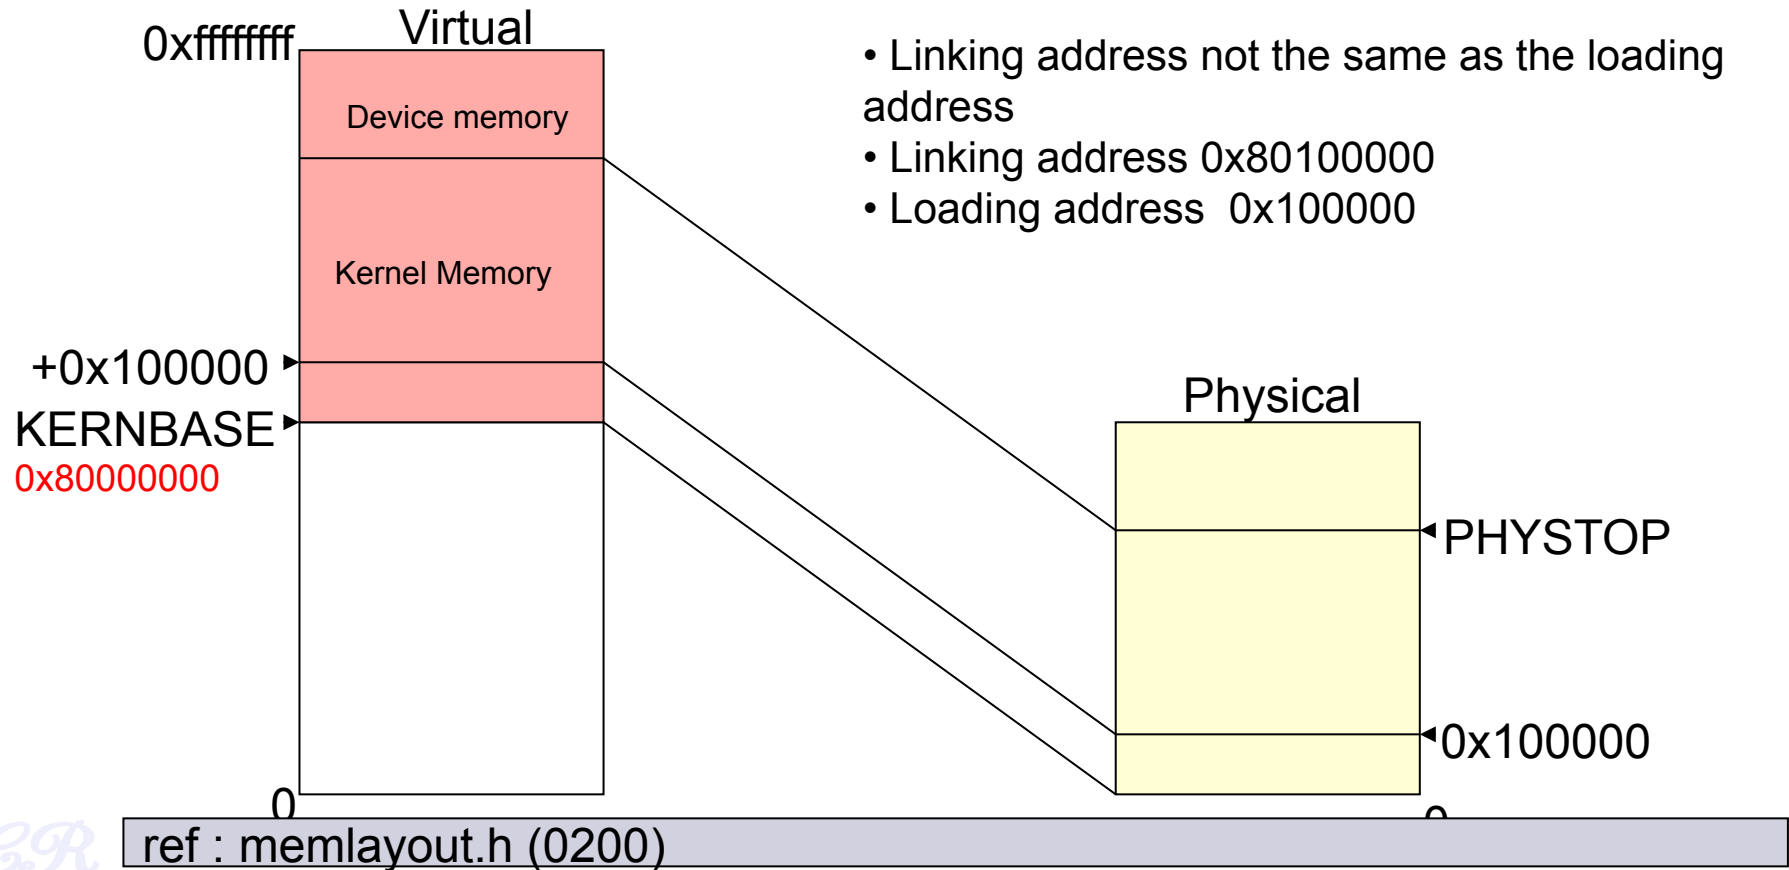 Virtual
0xffffffff
• Linking address not the same as the loading
address
• Linking address 0x80100000
• Loading address 0x100000
Device memory
Kernel Memory
+0x100000
KERNBASE
0x80000000
Physical
PHYSTOP
0x100000
0
0
ref : memlayout.h (0200)